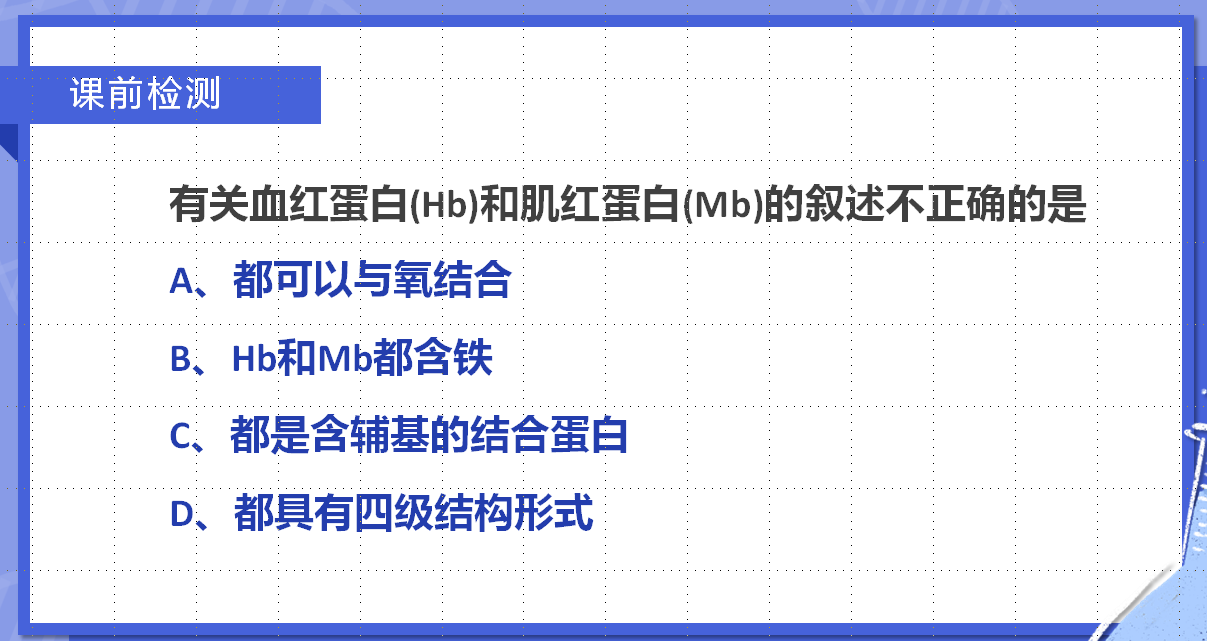 课前检测
有关血红蛋白(Hb)和肌红蛋白(Mb)的叙述不正确的是
A、都可以与氧结合
B、Hb和Mb都含铁
C、都是含辅基的结合蛋白
D、都具有四级结构形式